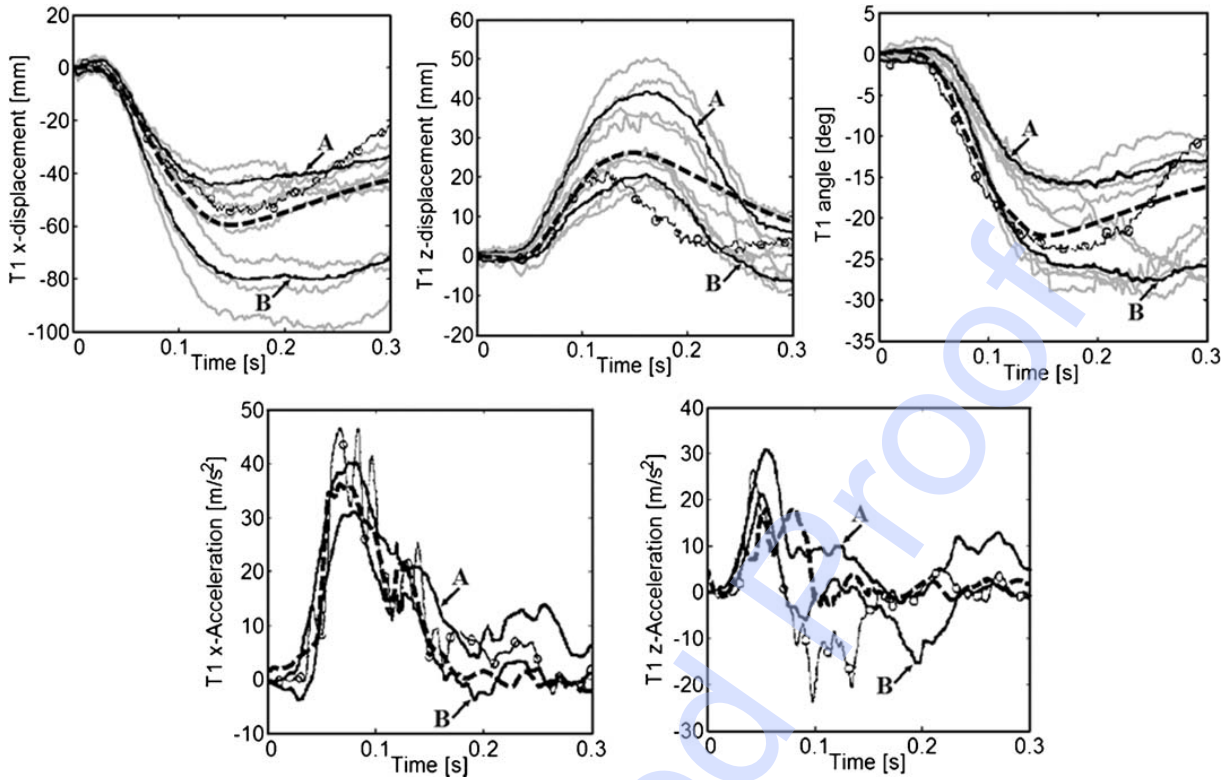 T1 x-displacement [mm]
20
0
-20
-40
-60
-80
-100
0
0.1
0.2
0.3
Time [s]
A
B
T1 z-displacement [mm]
60
50
40
30
20
10
0
-10
20
0
0.1
0.2
0.3
Time [s]
A
B
T1 angle [deg]
5
0
-5
-10
-15
-20
-25
-30
35
0
0.1
0.2
0.3
Time [s]
A
B
T1 x-Acceleration [m/s²]
50
40
30
20
10
0
-10
0
0.1
0.2
0.3
Time [s]
A
B
T1 z-Acceleration [m/s²]
40
30
20
10
0
-10
-20
-30
0
0.1
0.2
0.3
Time [s]
A
B
d Proof